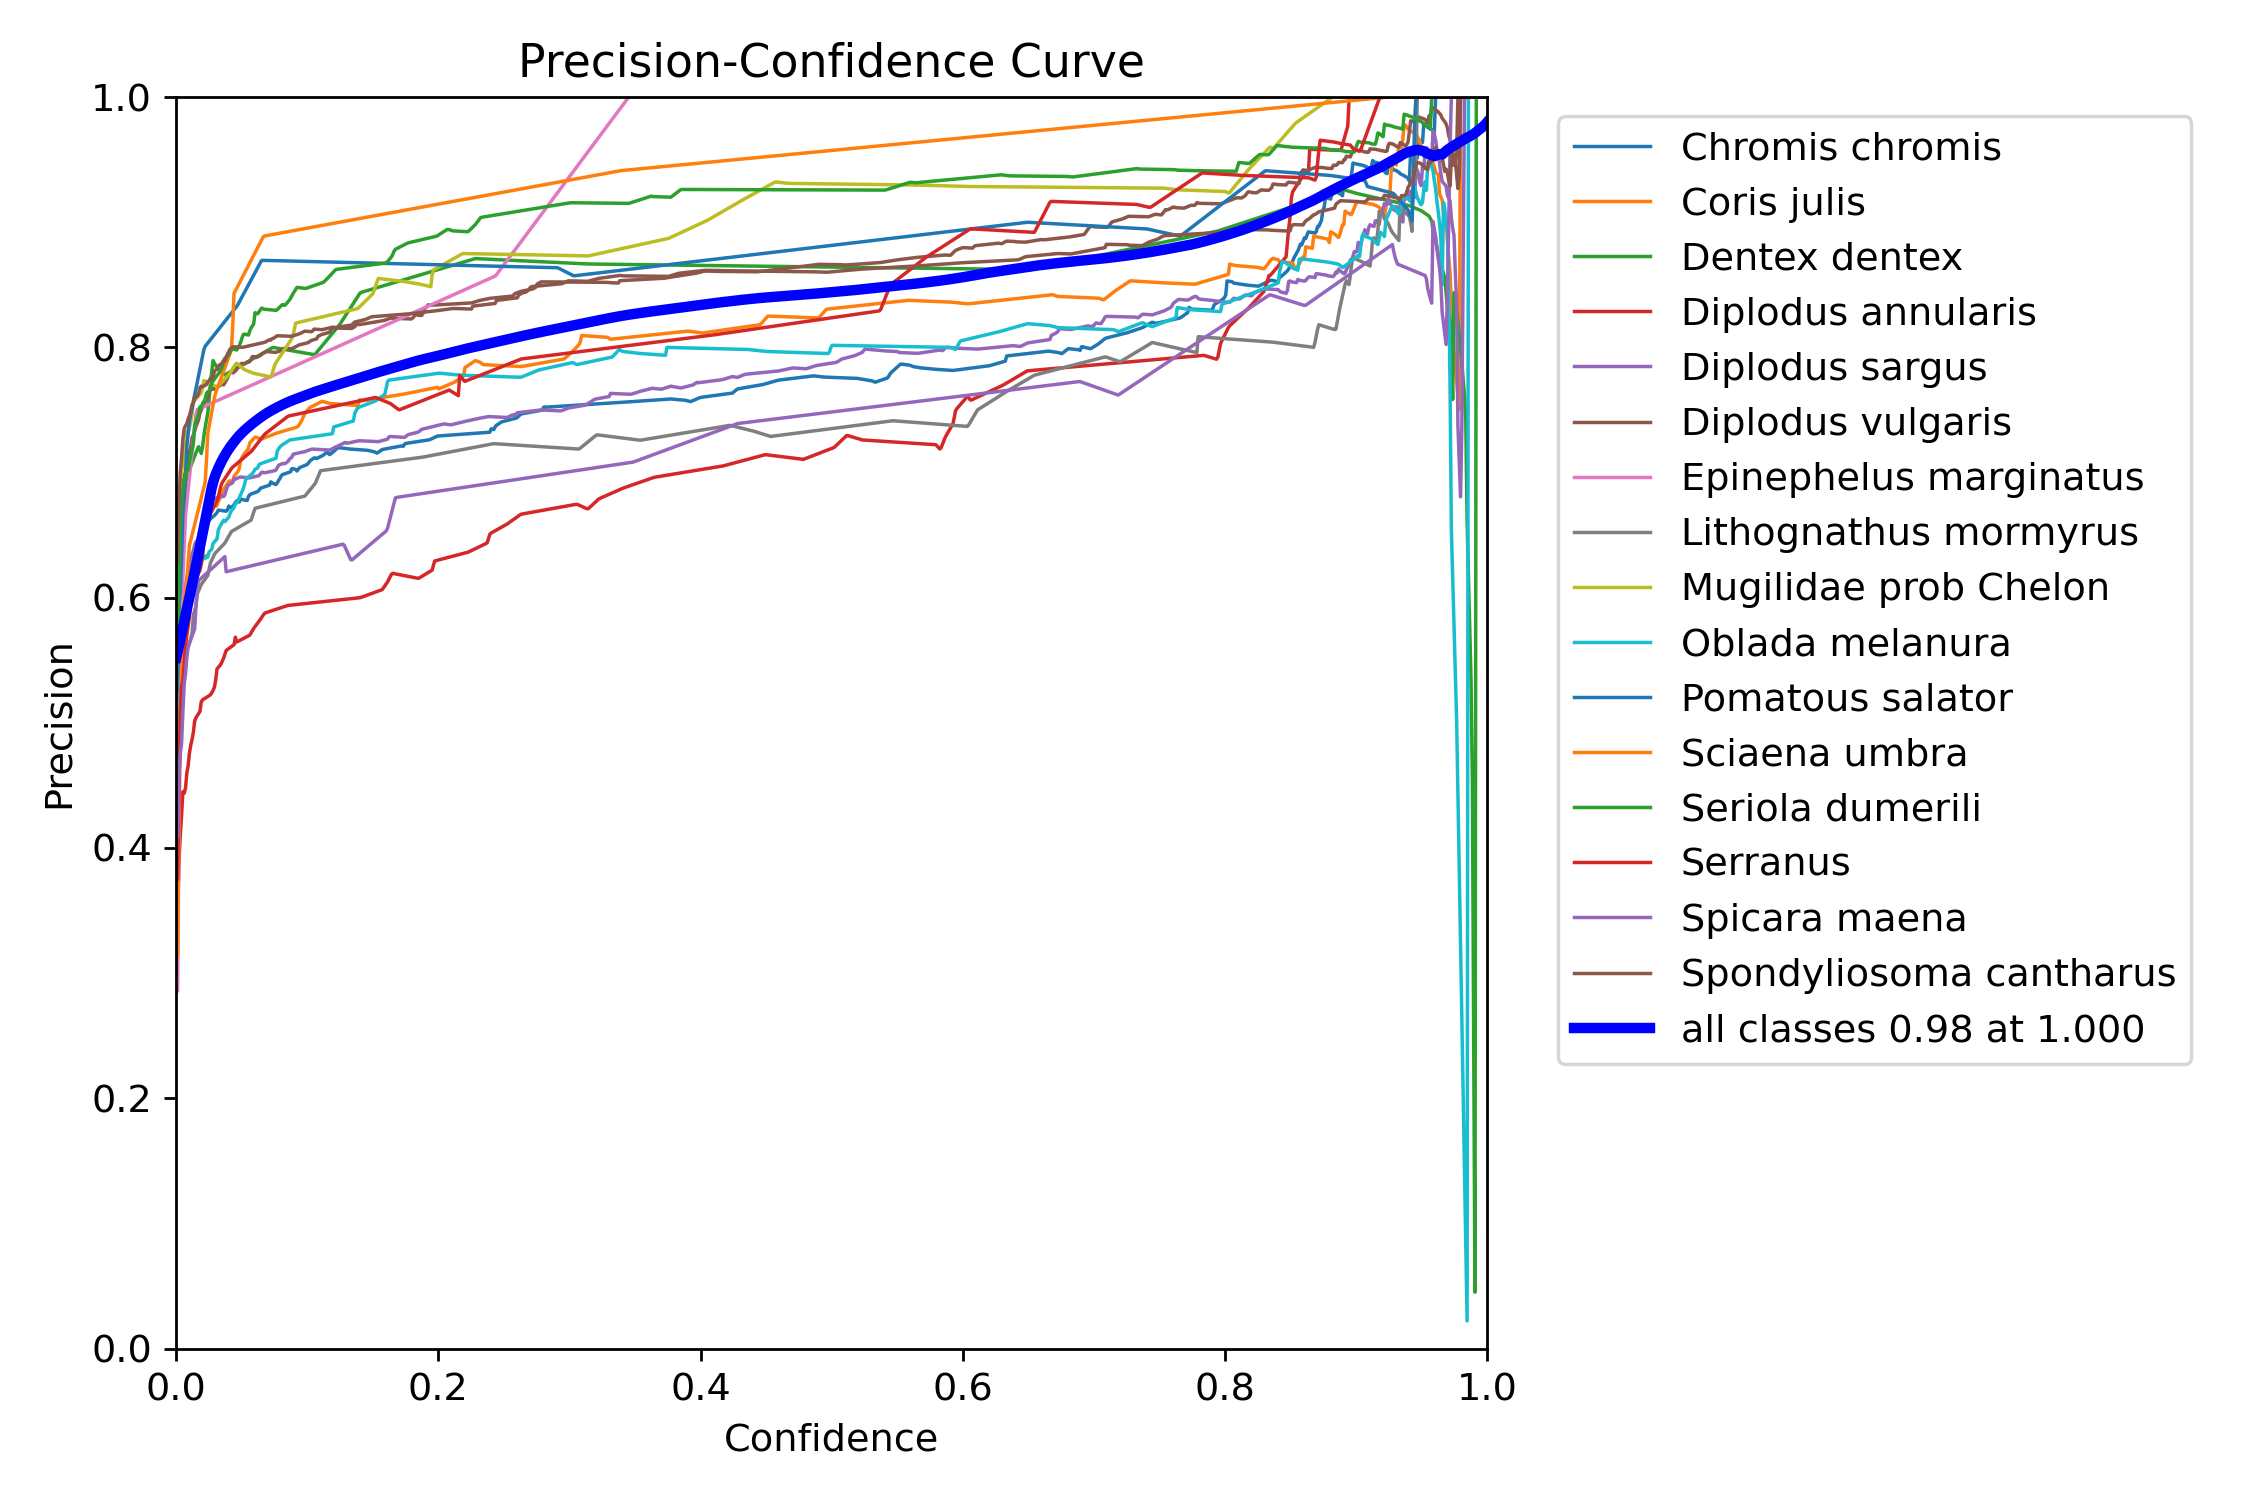 Precision-Confidence Curve
1.0
0.8
0.6
0.4
0.2
0.0
Precision
0.0 0.2 0.4 0.6 0.8 1.0
Confidence
Chromis chromis
Coris julis
Dentex dentex
Diplodus annularis
Diplodus sargus
Diplodus vulgaris
Epinephelus marginatus
Lithognathus mormyrus
Mugilidae prob Chelon
Oblada melanura
Pomatous salator
Sciaena umbra
Seriola dumerili
Serranus
Spicara maena
Spondyliosoma cantharus
all classes 0.98 at 1.000